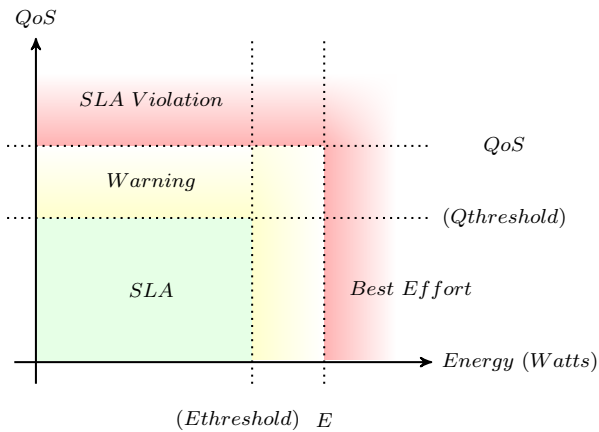 QoS
SLA Violation
QoS
Warning
(Qthreshold)
SLA
Best Effort
Energy (Watts)
(Ethreshold) E